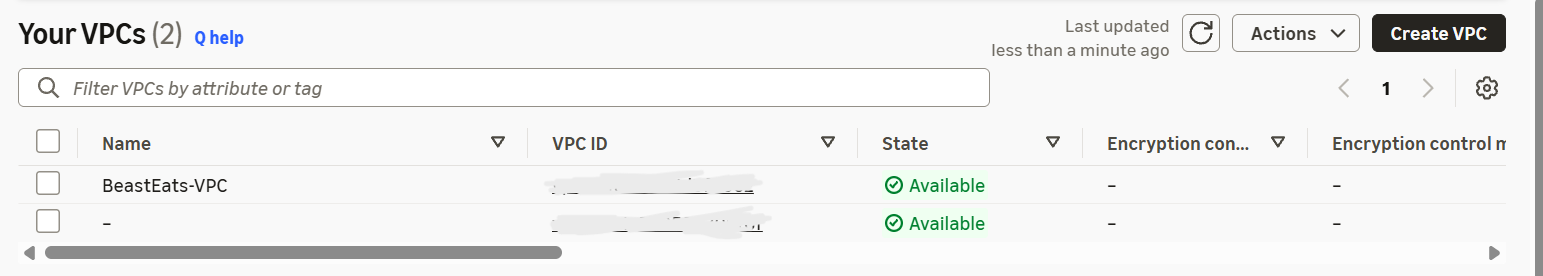 Your VPCs (2) Q help
Last updated
less than a minute ago
Actions
Create VPC
Filter VPCs by attribute or tag
1
Name VPC ID State Encryption con... Encryption control m
BeastEats-VPC Available - -
- Available - -